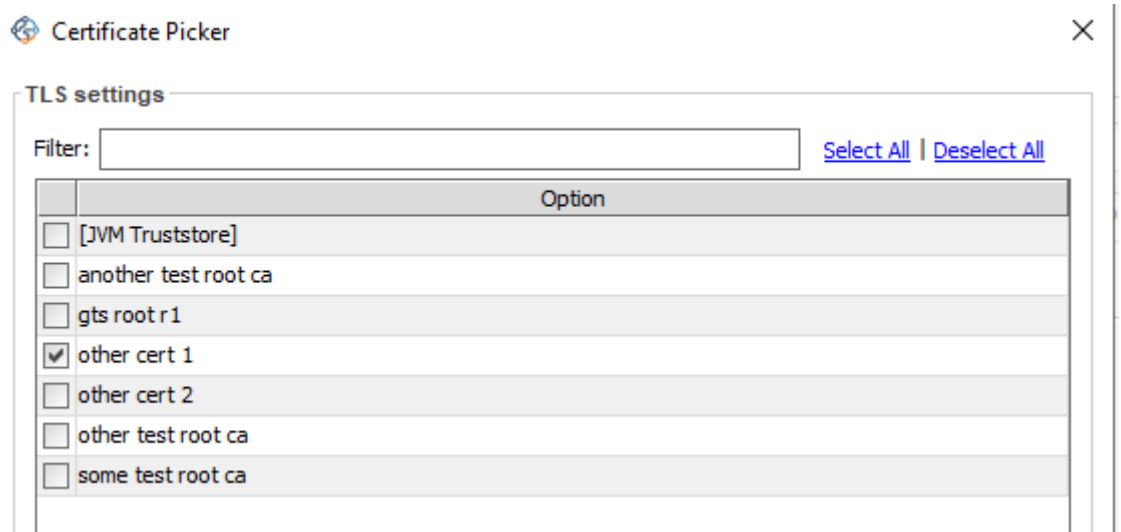 Certificate Picker
TLS settings
Filter: Select All | Deselect All
Option
[JVM Truststore]
another test root ca
gts root r1
other cert 1
other cert 2
other test root ca
some test root ca